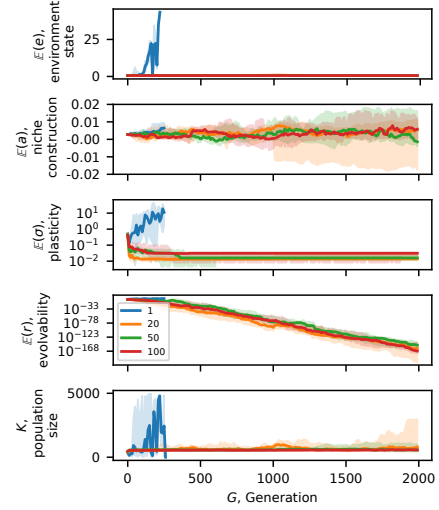 𝔼(e),
environment
state
25
0
𝔼(a),
niche
construction
0.02
0.01
-0.00
-0.01
-0.02
𝔼(σ),
plasticity
10¹
10⁰
10⁻¹
10⁻²
𝔼(r),
evolvability
10⁻³³
10⁻⁷⁸
10⁻¹²³
10⁻¹⁶⁸
1
20
50
100
K,
population
size
5000
0
0 500 1000 1500 2000
G, Generation